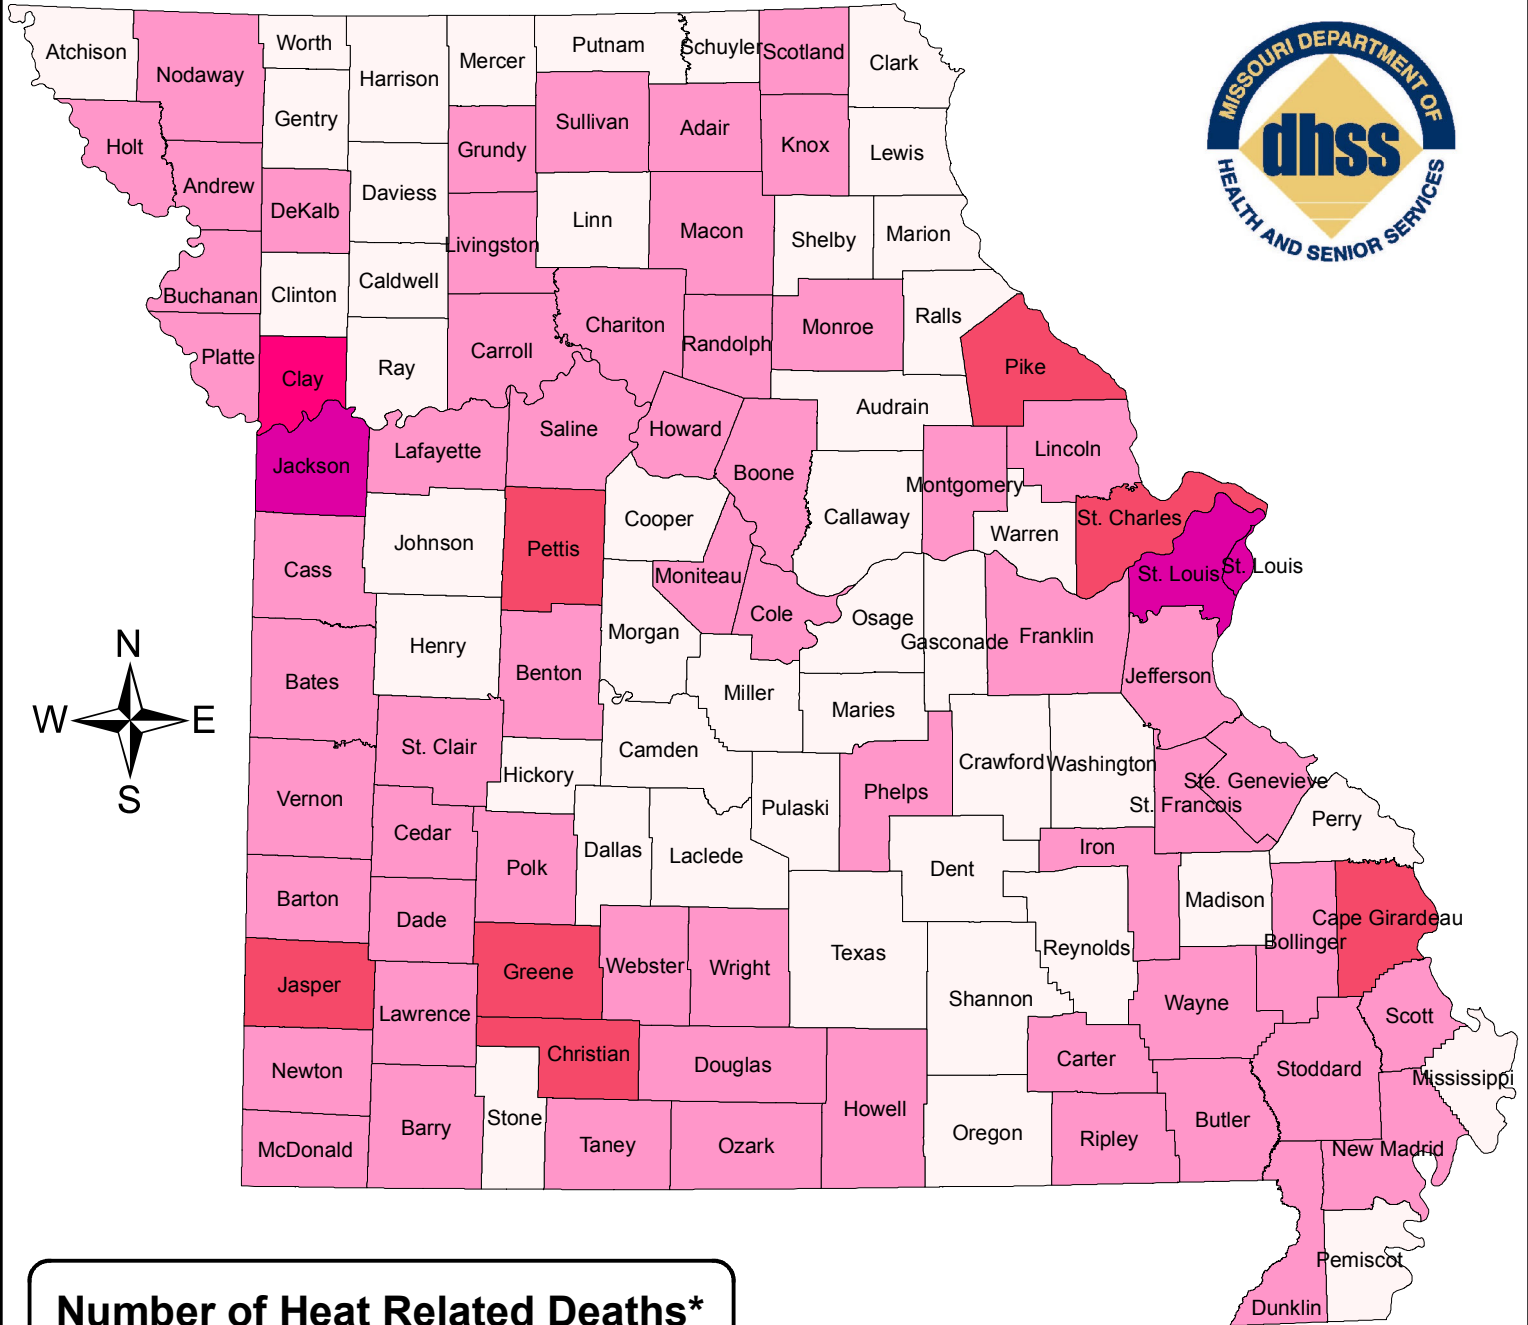 Atchison
Nodaway
Worth
Harrison
Mercer
Putnam
Schuyler
Scotland
Clark
MISSOURI DEPARTMENT OF
dhss
HEALTH AND SENIOR SERVICES
Gentry
Holt
Andrew
DeKalb
Daviess
Grundy
Sullivan
Adair
Knox
Lewis
Linn
Macon
Shelby
Marion
Livingston
Buchanan
Clinton
Caldwell
Chariton
Randolph
Monroe
Ralls
Pike
Platte
Clay
Ray
Carroll
Audrain
Jackson
Lafayette
Saline
Howard
Boone
Montgomery
Lincoln
Callaway
Warren
St. Charles
St. Louis
St. Louis
Cass
Johnson
Pettis
Cooper
Moniteau
Cole
Osage
Gasconade
Franklin
Jefferson
N
W
E
S
Bates
Henry
Benton
Morgan
Miller
Maries
St. Clair
Hickory
Camden
Pulaski
Phelps
Crawford
Washington
Ste. Genevieve
St. Francois
Perry
Vernon
Cedar
Polk
Dallas
Laclede
Dent
Iron
Madison
Bollinger
Cape Girardeau
Barton
Dade
Greene
Webster
Wright
Texas
Shannon
Reynolds
Wayne
Scott
Jasper
Lawrence
Christian
Douglas
Howell
Carter
Stoddard
Mississippi
Newton
McDonald
Barry
Stone
Taney
Ozark
Oregon
Ripley
Butler
New Madrid
Pemiscot
Dunklin
Number of Heat Related Deaths*